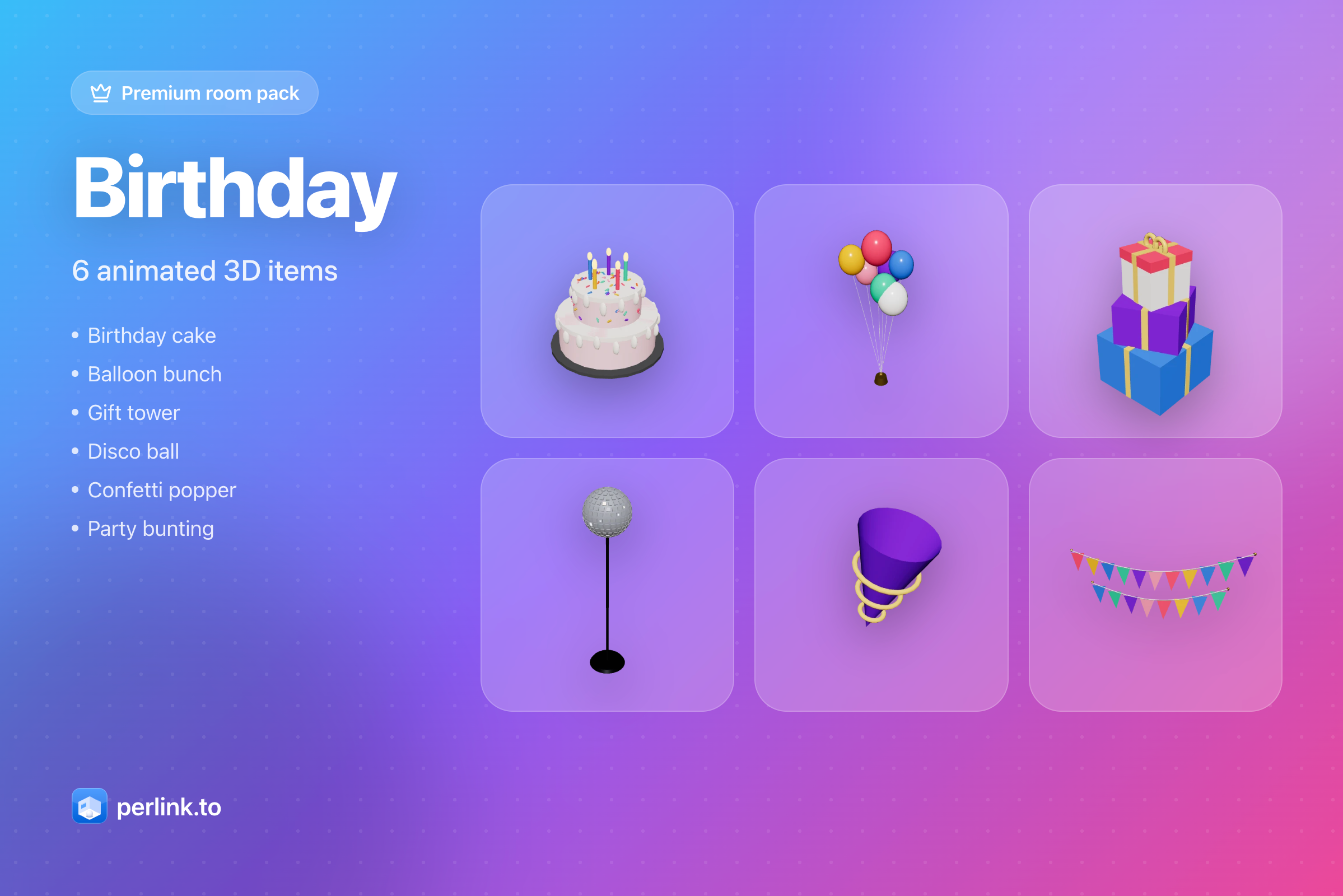 Premium room pack
Birthday
6 animated 3D items
• Birthday cake
• Balloon bunch
• Gift tower
• Disco ball
• Confetti popper
• Party bunting
perlink.to